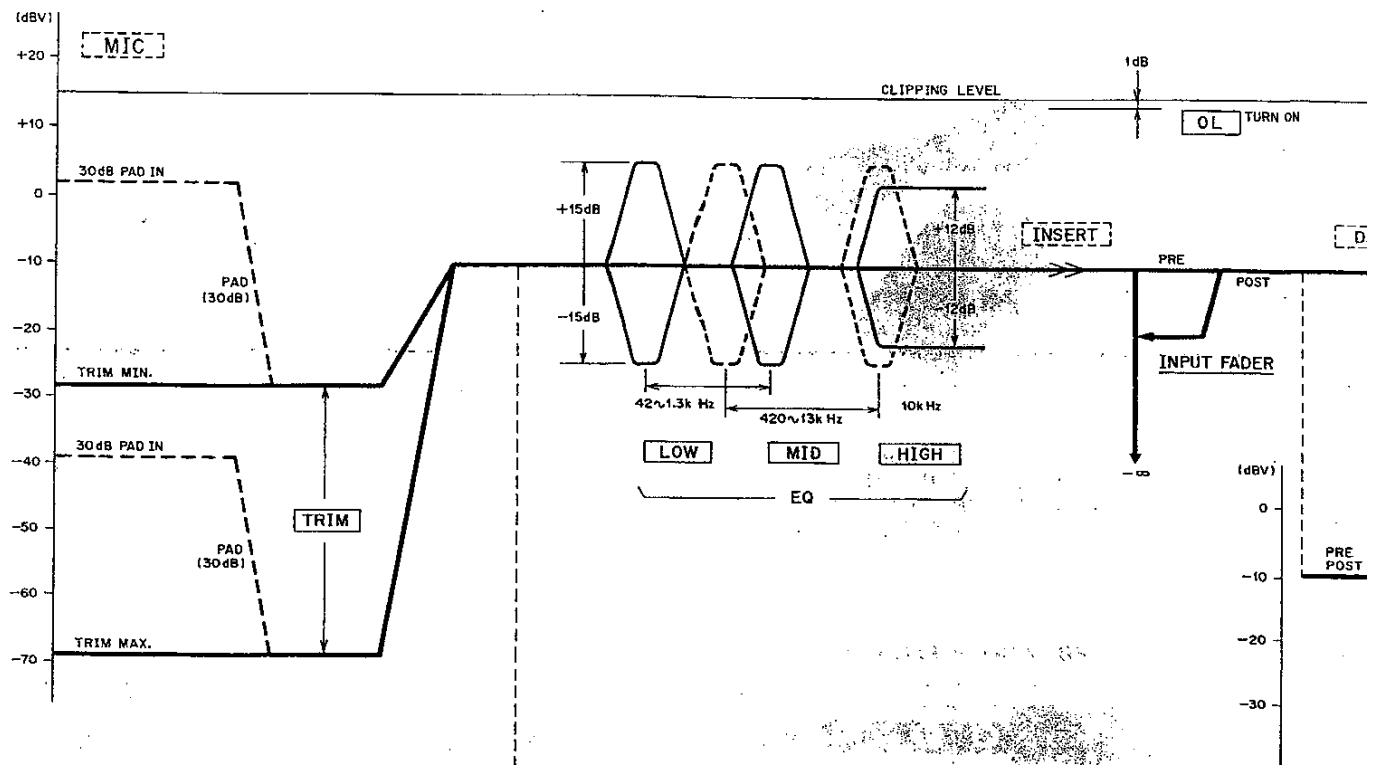 (dBV)
MIC
+20
+10
0
-10
-20
-30
-40
-50
-60
-70
1dB
CLIPPING LEVEL
OL TURN ON
30dB PAD IN
PAD
(30dB)
TRIM MIN.
30dB PAD IN
PAD
(30dB)
TRIM
TRIM MAX.
+15dB
-15dB
+12dB
-12dB
42~1.3k Hz
420~13k Hz
10k Hz
LOW
MID
HIGH
EQ
INSERT
PRE
POST
INPUT FADER
-∞
D
(dBV)
0
-10
-20
-30
PRE
POST